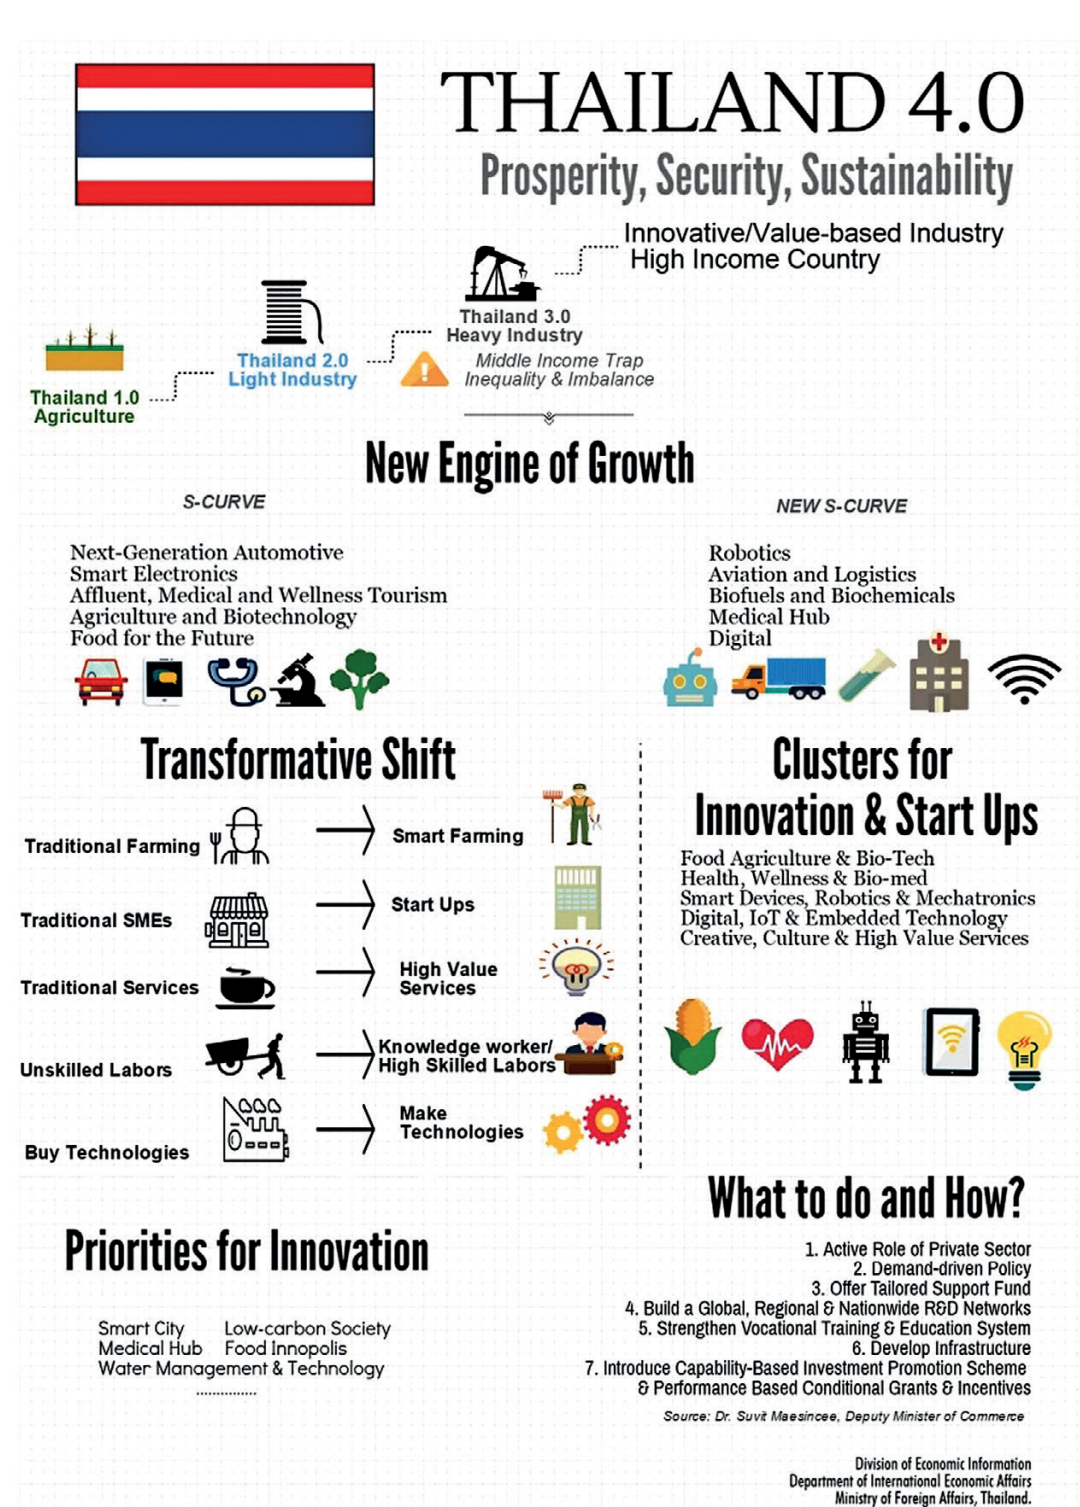 THAILAND 4.0
Prosperity, Security, Sustainability
Innovative/Value-based Industry
High Income Country
Thailand 3.0
Heavy Industry
Middle Income Trap
Inequality & Imbalance
Thailand 2.0
Light Industry
Thailand 1.0
Agriculture
New Engine of Growth
S-CURVE
Next-Generation Automotive
Smart Electronics
Affluent, Medical and Wellness Tourism
Agriculture and Biotechnology
Food for the Future
NEW S-CURVE
Robotics
Aviation and Logistics
Biofuels and Biochemicals
Medical Hub
Digital
Transformative Shift
Traditional Farming
Smart Farming
Traditional SMEs
Start Ups
Traditional Services
High Value
Services
Unskilled Labors
Knowledge worker/
High Skilled Labors
Buy Technologies
Make
Technologies
Clusters for
Innovation & Start Ups
Food Agriculture & Bio-Tech
Health, Wellness & Bio-med
Smart Devices, Robotics & Mechatronics
Digital, IoT & Embedded Technology
Creative, Culture & High Value Services
Priorities for Innovation
Smart City Low-carbon Society
Medical Hub Food Innopolis
Water Management & Technology
...............
What to do and How?
1. Active Role of Private Sector
2. Demand-driven Policy
3. Offer Tailored Support Fund
4. Build a Global, Regional & Nationwide R&D Networks
5. Strengthen Vocational Training & Education System
6. Develop Infrastructure
7. Introduce Capability-Based Investment Promotion Scheme
& Performance Based Conditional Grants & Incentives
Source: Dr. Suvit Maesincee, Deputy Minister of Commerce
Division of Economic Information
Department of International Economic Affairs
Ministry of Foreign Affairs, Thailand.